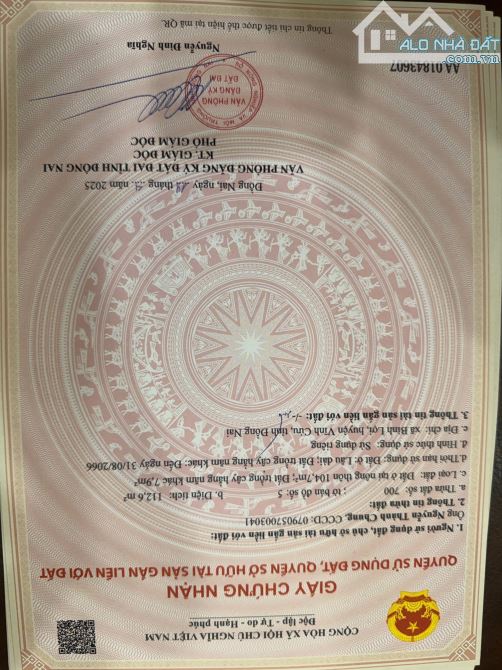 CỘNG HÒA XÃ HỘI CHỦ NGHĨA VIỆT NAM
Độc lập - Tự do - Hạnh phúc
GIẤY CHỨNG NHẬN
QUYỀN SỬ DỤNG ĐẤT, QUYỀN SỞ HỮU TÀI SẢN GẮN LIỀN VỚI ĐẤT
1. Người sử dụng đất, chủ sở hữu tài sản gắn liền với đất:
Ông Nguyễn Thành Chung, CCCD: 079057003041
2. Thông tin thửa đất:
a. Thửa đất số: 700 ; tờ bản đồ số: 5 b. Diện tích: 112,6 m²
c. Loại đất: Đất ở tại nông thôn 104,7m²; Đất trồng cây hàng năm khác 7,9m²
d. Thời hạn sử dụng: Đất ở: Lâu dài; Đất trồng cây hàng năm khác: Đến ngày 31/08/2066
đ. Hình thức sử dụng: Sử dụng riêng
e. Địa chỉ: xã Bình Lợi, huyện Vĩnh Cửu, tỉnh Đồng Nai
3. Thông tin tài sản gắn liền với đất: -/-
Đồng Nai, ngày tháng năm 2025
VĂN PHÒNG ĐĂNG KÝ ĐẤT ĐAI TỈNH ĐỒNG NAI
KT. GIÁM ĐỐC
PHÓ GIÁM ĐỐC
VĂN PHÒNG
ĐĂNG KÝ
ĐẤT ĐAI
Nguyễn Đình Nghĩa
Thông tin chi tiết được thể hiện tại mã QR.
AA 01843607
ALO NHÀ ĐẤT
.com.vn